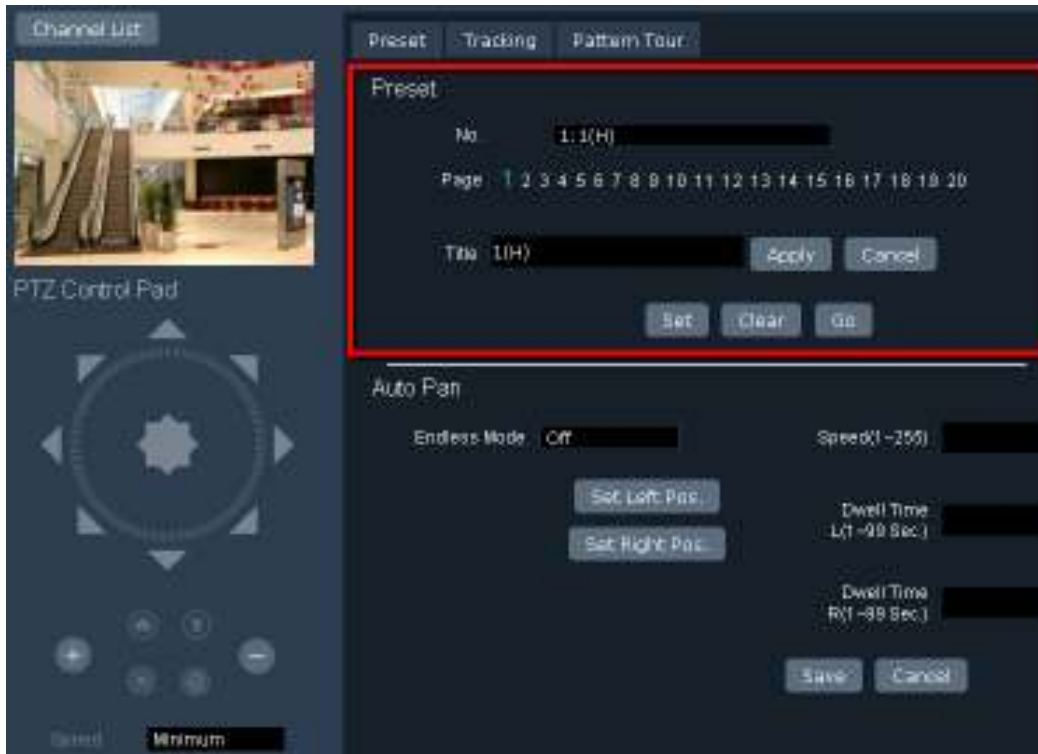 Channel List
Preset Tracking Pattern Tour
Preset
No. 1: 1(H)
Page 1 2 3 4 5 6 7 8 9 10 11 12 13 14 15 16 17 18 19 20
Title 1(H) Apply Cancel
Set Clear Go
PTZ Control Pad
Auto Pan
Endless Mode Off Speed(1~255)
Set Left Pos. Dwell Time
L(1~99 Sec.)
Set Right Pos.
Dwell Time
R(1~99 Sec.)
Save Cancel
Speed Minimum